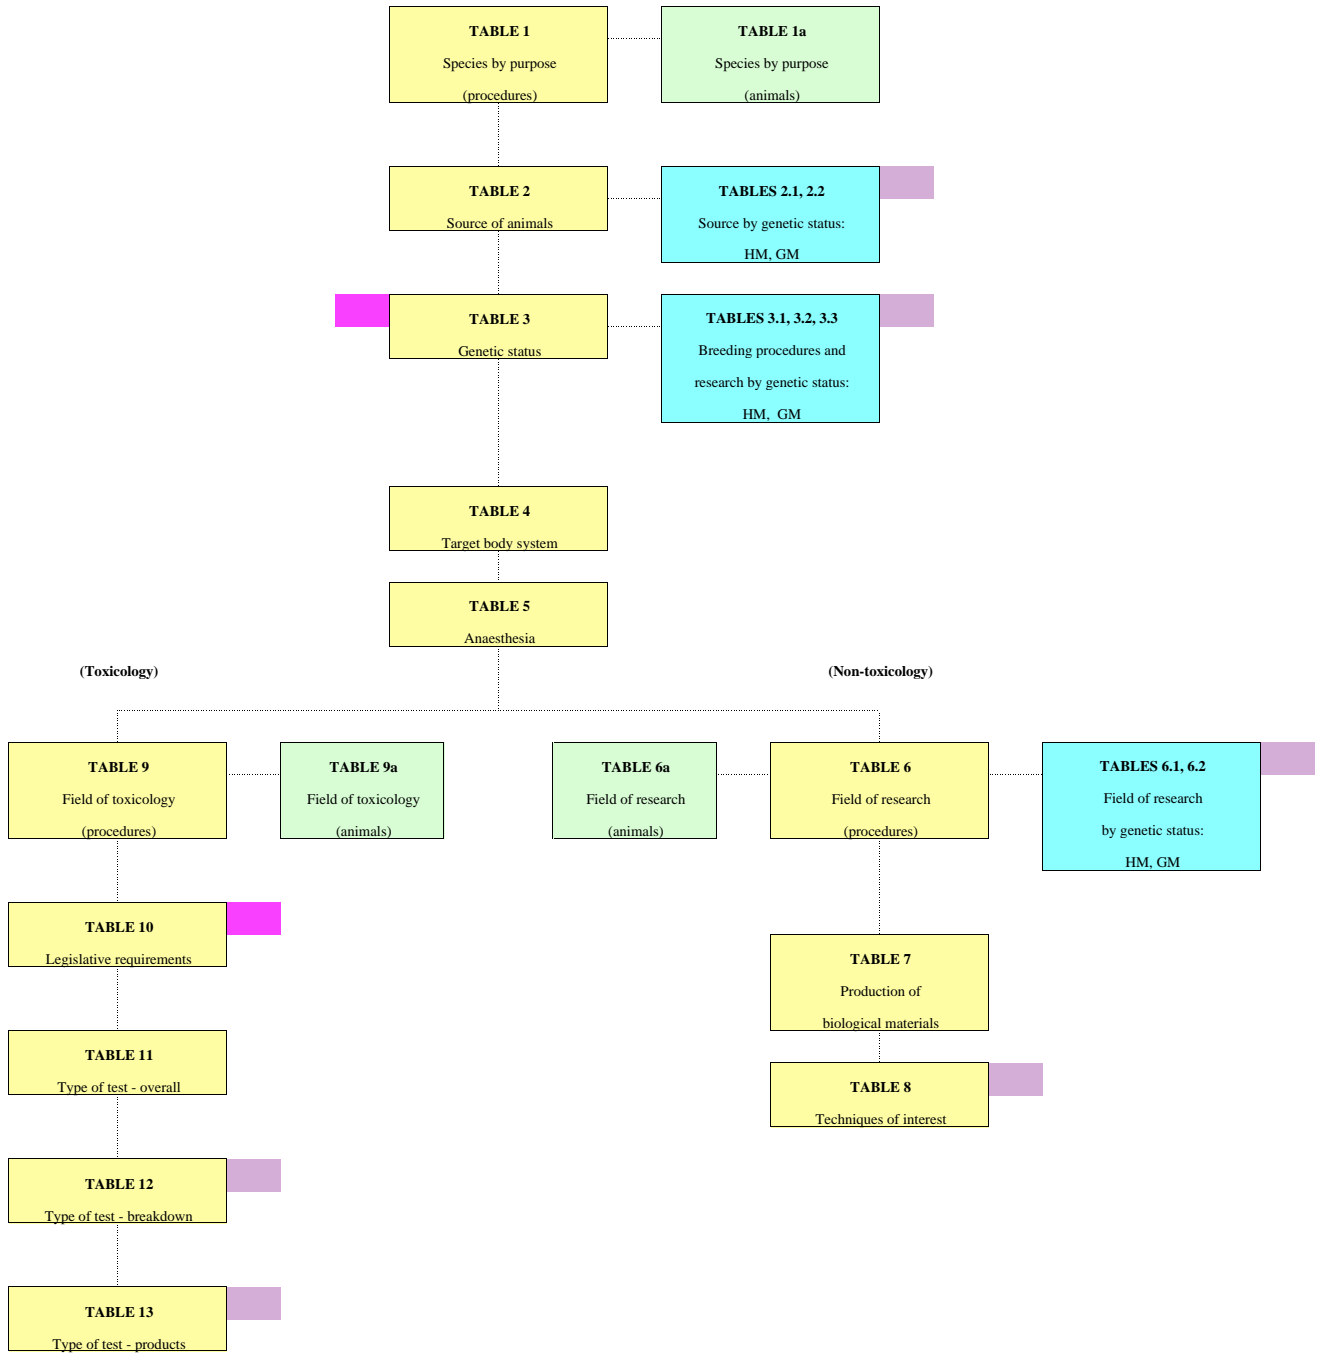 TABLE 1
Species by purpose
(procedures)
TABLE 1a
Species by purpose
(animals)
TABLE 2
Source of animals
TABLES 2.1, 2.2
Source by genetic status:
HM, GM
TABLE 3
Genetic status
TABLES 3.1, 3.2, 3.3
Breeding procedures and
research by genetic status:
HM, GM
TABLE 4
Target body system
TABLE 5
Anaesthesia
(Toxicology)
(Non-toxicology)
TABLE 9
Field of toxicology
(procedures)
TABLE 9a
Field of toxicology
(animals)
TABLE 6a
Field of research
(animals)
TABLE 6
Field of research
(procedures)
TABLES 6.1, 6.2
Field of research
by genetic status:
HM, GM
TABLE 10
Legislative requirements
TABLE 7
Production of
biological materials
TABLE 11
Type of test - overall
TABLE 8
Techniques of interest
TABLE 12
Type of test - breakdown
TABLE 13
Type of test - products